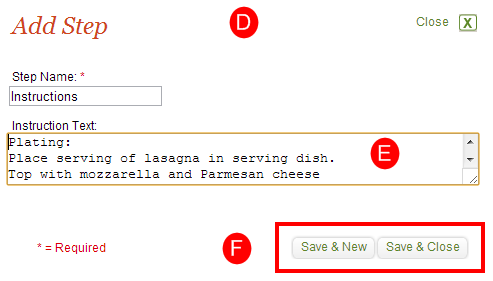 Add Step D Close X
Step Name: *
Instructions
Instruction Text:
Plating:
Place serving of lasagna in serving dish. E
Top with mozzarella and Parmesan cheese
* = Required F Save & New Save & Close